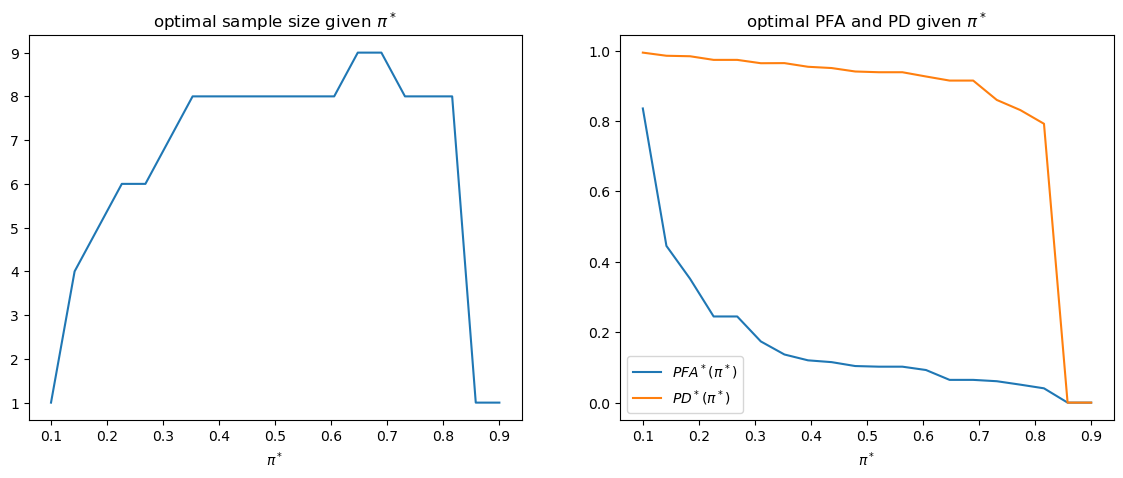 optimal sample size given π*
9
8
7
6
5
4
3
2
1
0.1 0.2 0.3 0.4 0.5 0.6 0.7 0.8 0.9
π*
optimal PFA and PD given π*
1.0
0.8
0.6
0.4
0.2
0.0
PFA*(π*)
PD*(π*)
0.1 0.2 0.3 0.4 0.5 0.6 0.7 0.8 0.9
π*